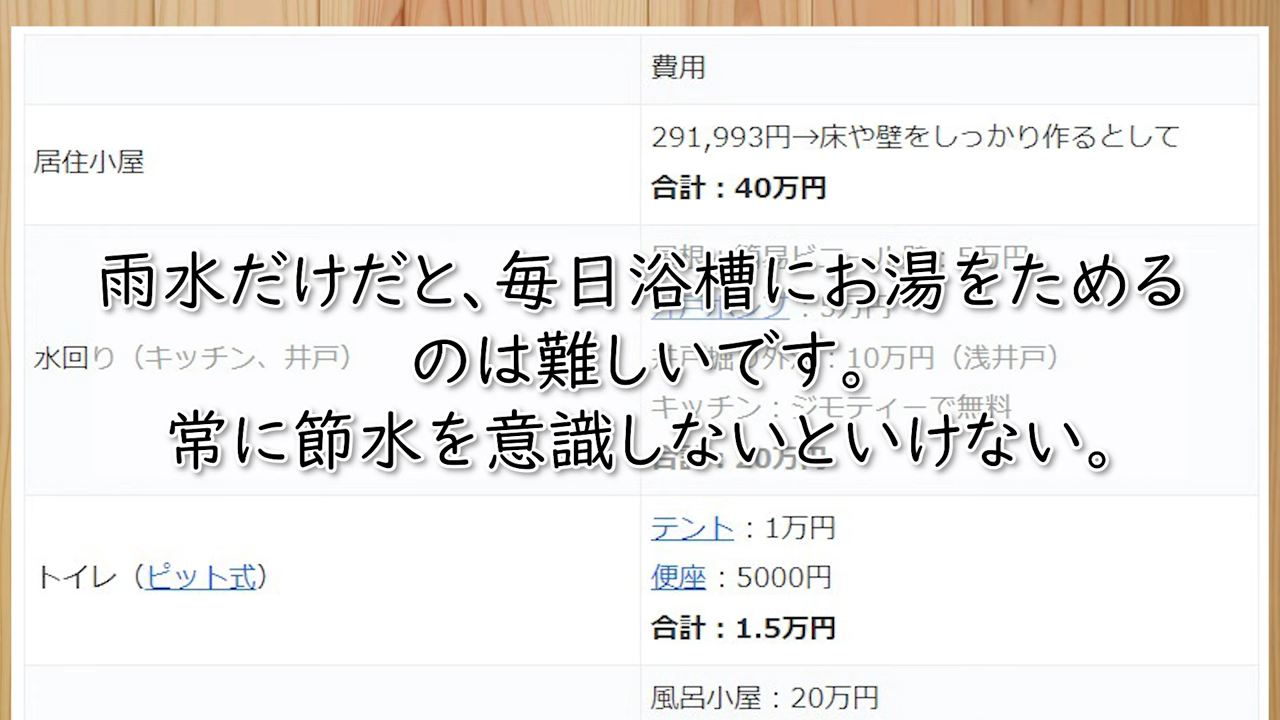 費用
居住小屋
291,993円→床や壁をしっかり作るとして
合計：40万円
雨水だけだと、毎日浴槽にお湯をためる
のは難しいです。
常に節水を意識しないといけない。
水回り（キッチン、井戸）
：10万円（浅井戸）
キッチン：ジモティーで無料
合計：20万円
トイレ（ピット式）
テント：1万円
便座：5000円
合計：1.5万円
風呂小屋：20万円